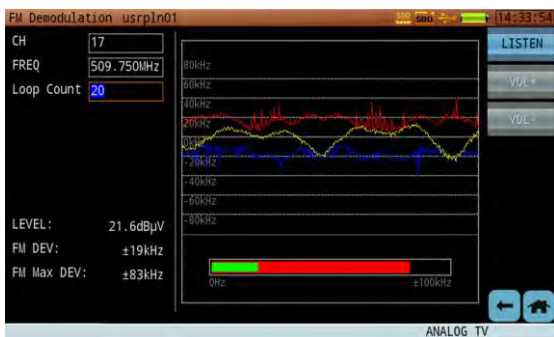 FM Demodulation usrpln01
SSD 14:33:54
CH 17
FREQ 509.750MHz
Loop Count 20
LISTEN
VOL+
VOL-
80kHz
60kHz
40kHz
20kHz
0kHz
-20kHz
-40kHz
-60kHz
-80kHz
LEVEL: 21.6dBµV
FM DEV: ±19kHz
FM Max DEV: ±83kHz
0Hz ±100kHz
ANALOG TV